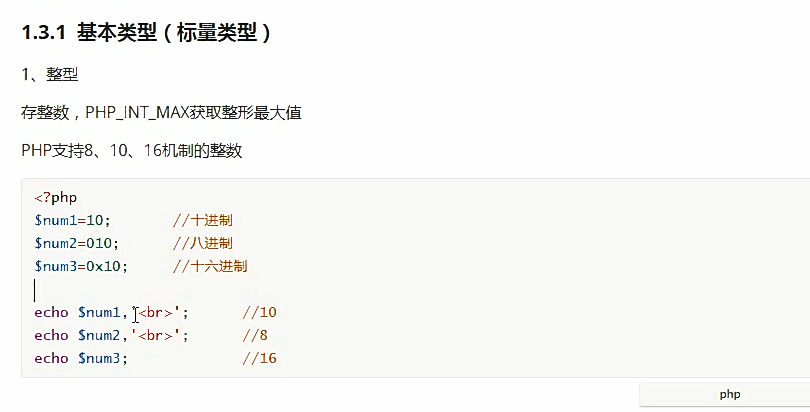 1.3.1 基本类型（标量类型）
1、整型
存整数，PHP_INT_MAX获取整形最大值
PHP支持8、10、16机制的整数
<?php
$num1=10; //十进制
$num2=010; //八进制
$num3=0x10; //十六进制
echo $num1,'<br>'; //10
echo $num2,'<br>'; //8
echo $num3; //16
php